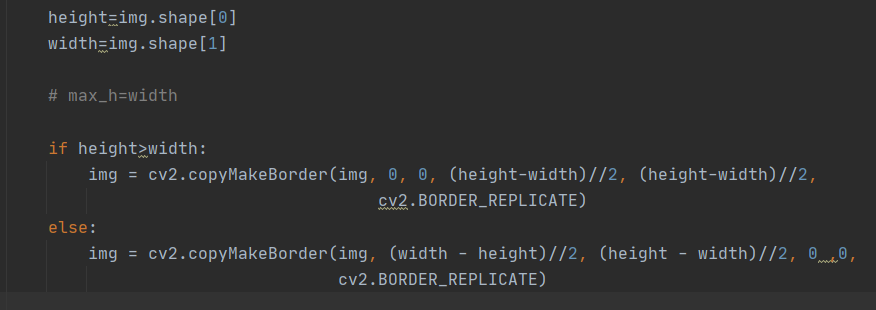 height=img.shape[0]
width=img.shape[1]
# max_h=width
if height>width:
img = cv2.copyMakeBorder(img, 0, 0, (height-width)//2, (height-width)//2,
cv2.BORDER_REPLICATE)
else:
img = cv2.copyMakeBorder(img, (width - height)//2, (height - width)//2, 0 ,0,
cv2.BORDER_REPLICATE)